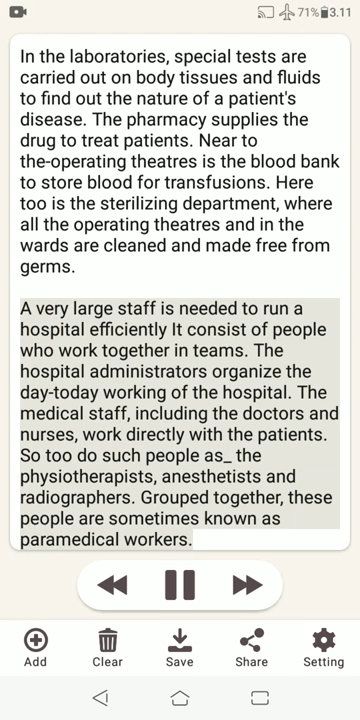 71% 3.11
In the laboratories, special tests are
carried out on body tissues and fluids
to find out the nature of a patient's
disease. The pharmacy supplies the
drug to treat patients. Near to
the-operating theatres is the blood bank
to store blood for transfusions. Here
too is the sterilizing department, where
all the operating theatres and in the
wards are cleaned and made free from
germs.
A very large staff is needed to run a
hospital efficiently It consist of people
who work together in teams. The
hospital administrators organize the
day-today working of the hospital. The
medical staff, including the doctors and
nurses, work directly with the patients.
So too do such people as_ the
physiotherapists, anesthetists and
radiographers. Grouped together, these
people are sometimes known as
paramedical workers.
Add Clear Save Share Setting